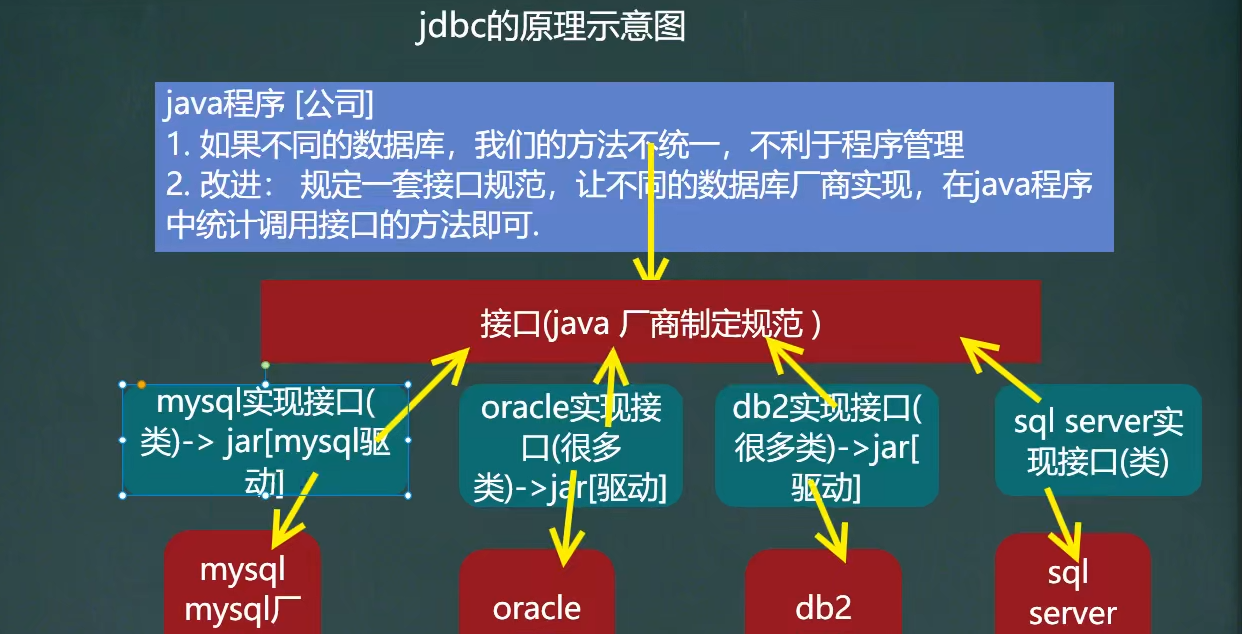 jdbc的原理示意图
java程序 [公司]
1. 如果不同的数据库，我们的方法不统一，不利于程序管理
2. 改进： 规定一套接口规范，让不同的数据库厂商实现，在java程序
中统计调用接口的方法即可.
接口(java 厂商制定规范 )
mysql实现接口(
类)-> jar[mysql驱
动]
oracle实现接
口(很多
类)->jar[驱动]
db2实现接口(
很多类)->jar[
驱动]
sql server实
现接口(类)
mysql
mysql厂
oracle
db2
sql
server